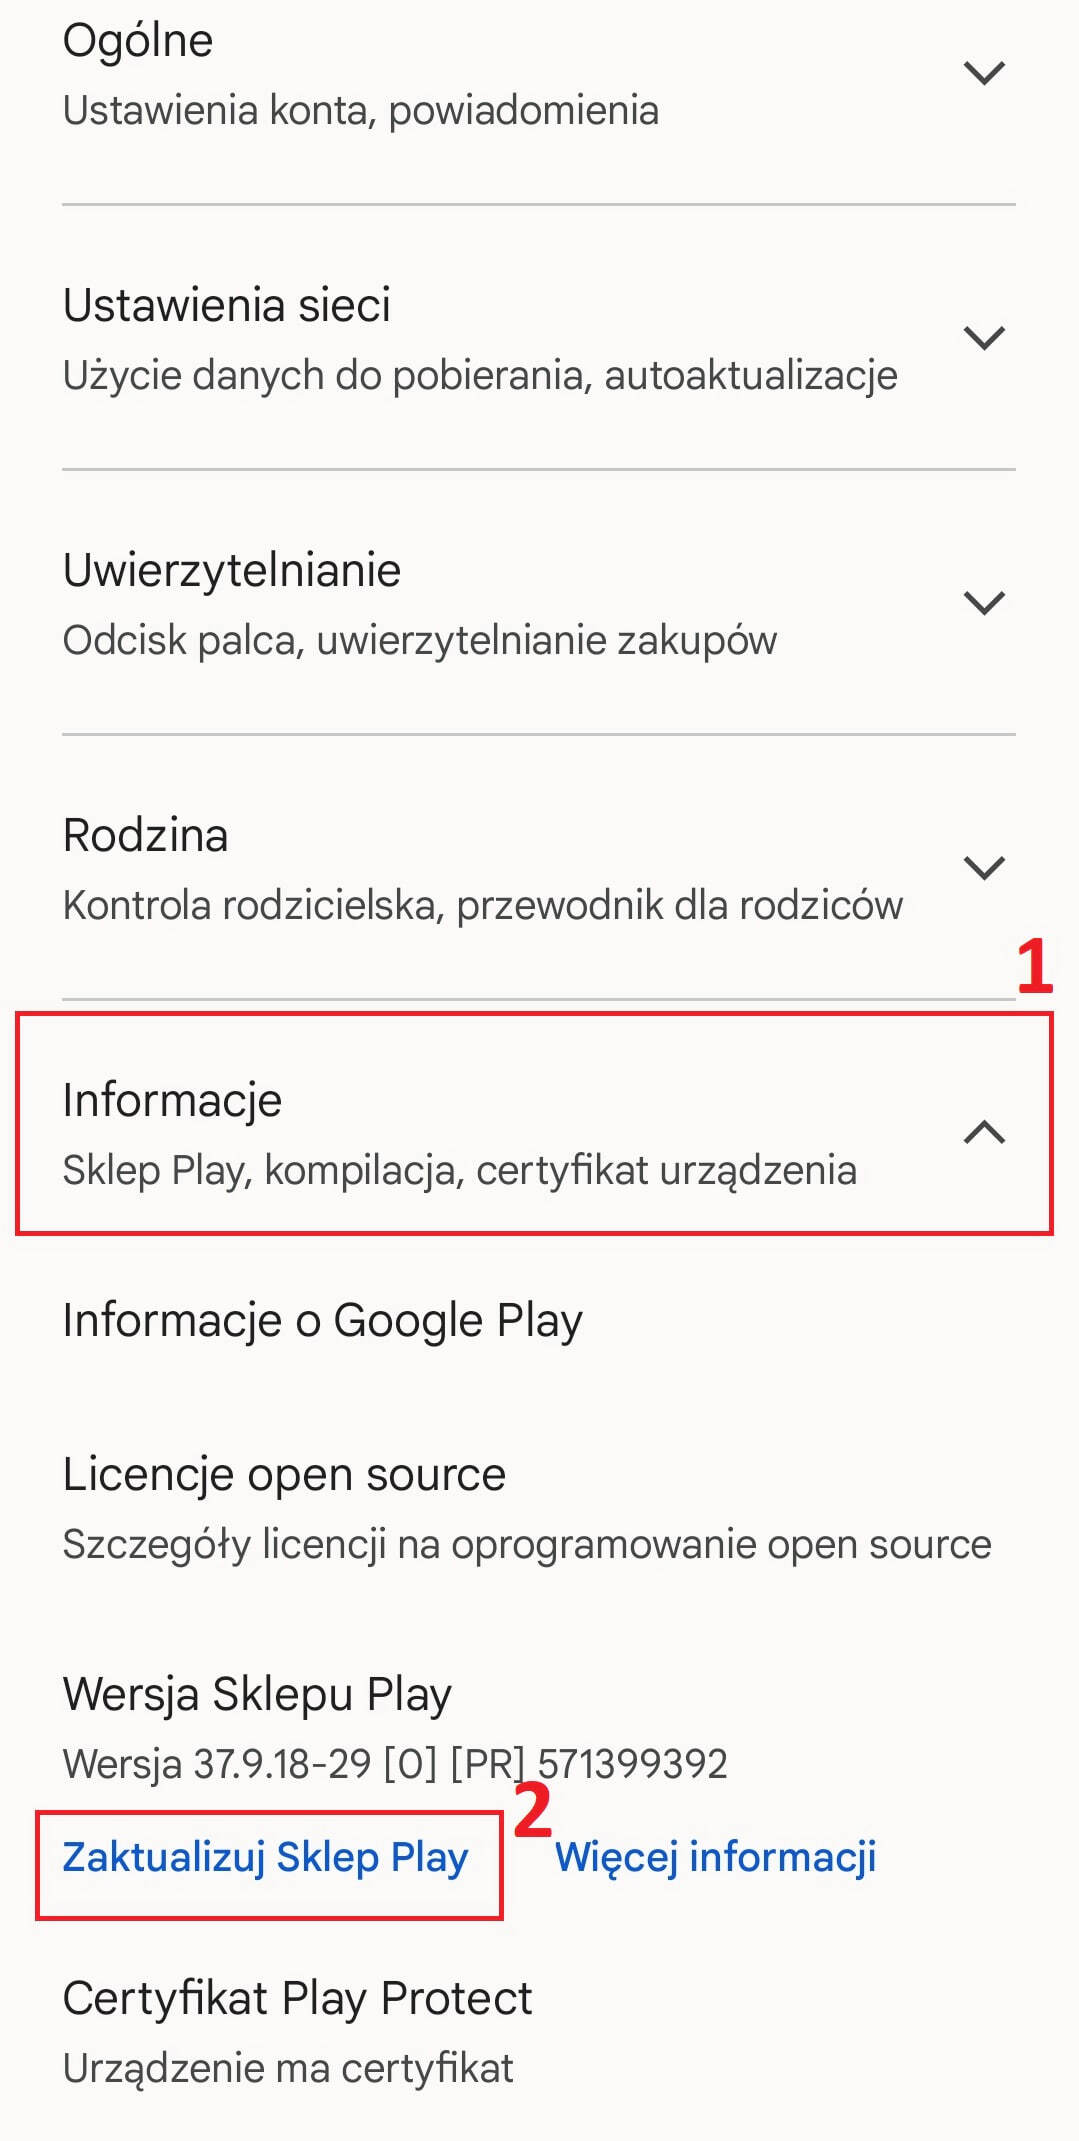 Ogólne
Ustawienia konta, powiadomienia
Ustawienia sieci
Użycie danych do pobierania, autoaktualizacje
Uwierzytelnianie
Odcisk palca, uwierzytelnianie zakupów
Rodzina
Kontrola rodzicielska, przewodnik dla rodziców
1
Informacje
Sklep Play, kompilacja, certyfikat urządzenia
Informacje o Google Play
Licencje open source
Szczegóły licencji na oprogramowanie open source
Wersja Sklepu Play
Wersja 37.9.18-29 [0] [PR] 571399392
Zaktualizuj Sklep Play 2 Więcej informacji
Certyfikat Play Protect
Urządzenie ma certyfikat